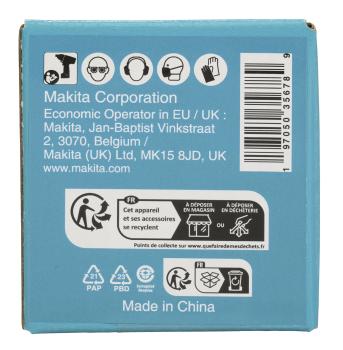 Makita Corporation
Economic Operator in EU / UK :
Makita, Jan-Baptist Vinkstraat
2, 3070, Belgium /
Makita (UK) Ltd, MK15 8JD, UK
www.makita.com
1 97050 35678 9
FR
Cet appareil
et ses accessoires
se recyclent
À DÉPOSER
EN MAGASIN
OU
À DÉPOSER
EN DÉCHÈTERIE
Points de collecte sur www.quefairedemesdechets.fr
21
PAP
23
PBD
FR
Made in China